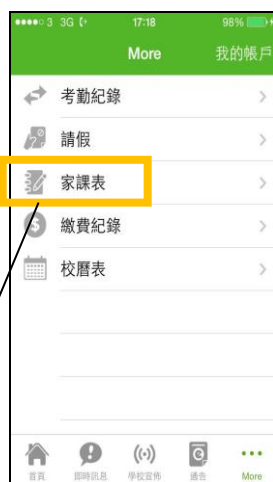 3 3G 17:18 98%
More 我的帳戶
考勤紀錄
請假
家課表
繳費紀錄
校曆表
首頁 即時訊息 學校宣佈 通告 More